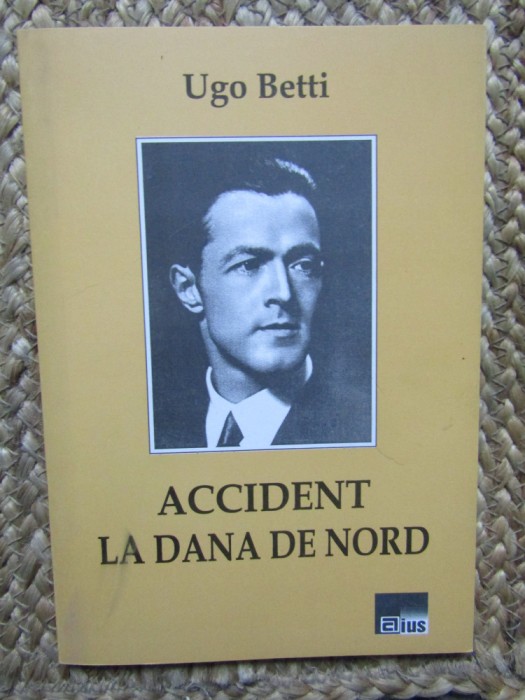 Ugo Betti
ACCIDENT
LA DANA DE NORD
aius